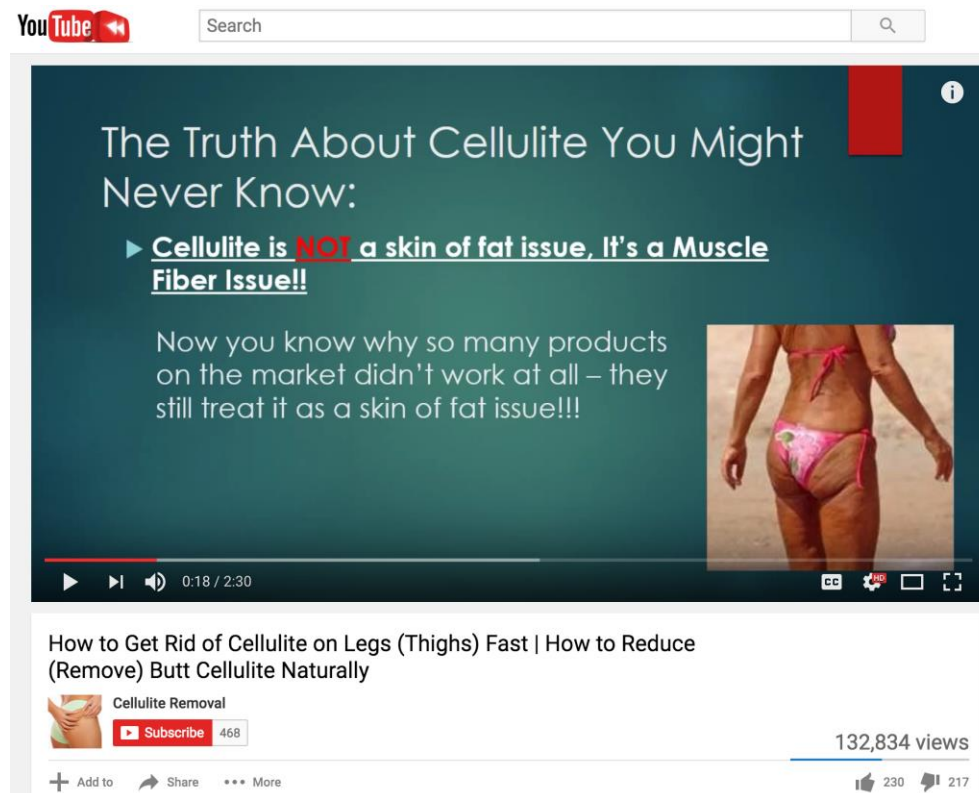 YouTube
Search
The Truth About Cellulite You Might
Never Know:
Cellulite is NOT a skin of fat issue, It's a Muscle
Fiber Issue!!
Now you know why so many products
on the market didn't work at all – they
still treat it as a skin of fat issue!!!
0:18 / 2:30
CC
HD
How to Get Rid of Cellulite on Legs (Thighs) Fast | How to Reduce
(Remove) Butt Cellulite Naturally
Cellulite Removal
Subscribe 468
132,834 views
Add to Share More
230 217